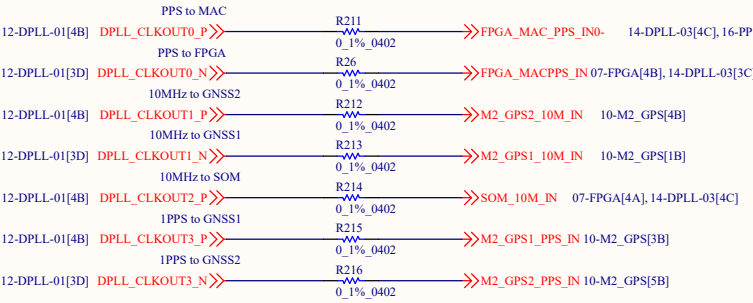 PPS to MAC
12-DPLL-01[4B] DPLL_CLKOUT0_P R211 0_1%_0402 FPGA_MAC_PPS_IN0- 14-DPLL-03[4C], 16-PP
PPS to FPGA
12-DPLL-01[3D] DPLL_CLKOUT0_N R26 0_1%_0402 FPGA_MACPPS_IN 07-FPGA[4B], 14-DPLL-03[3C]
10MHz to GNSS2
12-DPLL-01[4B] DPLL_CLKOUT1_P R212 0_1%_0402 M2_GPS2_10M_IN 10-M2_GPS[4B]
10MHz to GNSS1
12-DPLL-01[3D] DPLL_CLKOUT1_N R213 0_1%_0402 M2_GPS1_10M_IN 10-M2_GPS[1B]
10MHz to SOM
12-DPLL-01[4B] DPLL_CLKOUT2_P R214 0_1%_0402 SOM_10M_IN 07-FPGA[4A], 14-DPLL-03[4C]
1PPS to GNSS1
12-DPLL-01[4B] DPLL_CLKOUT3_P R215 0_1%_0402 M2_GPS1_PPS_IN 10-M2_GPS[3B]
1PPS to GNSS2
12-DPLL-01[3D] DPLL_CLKOUT3_N R216 0_1%_0402 M2_GPS2_PPS_IN 10-M2_GPS[5B]